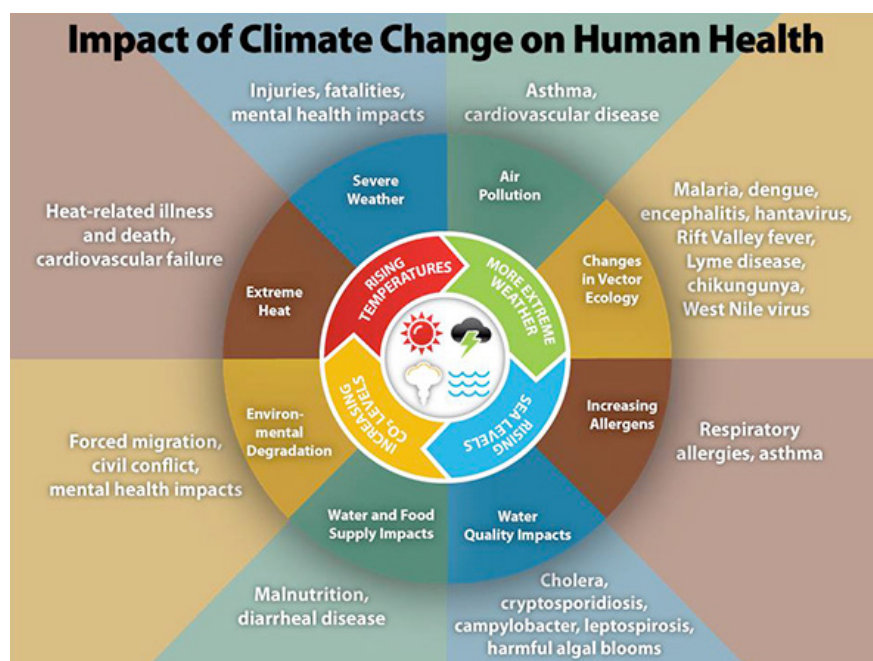 Impact of Climate Change on Human Health
Injuries, fatalities,
mental health impacts
Asthma,
cardiovascular disease
Severe
Weather
Air
Pollution
Heat-related illness
and death,
cardiovascular failure
Malaria, dengue,
encephalitis, hantavirus,
Rift Valley fever,
Lyme disease,
chikungunya,
West Nile virus
Extreme
Heat
Changes
in Vector
Ecology
RISING
TEMPERATURES
MORE EXTREME
WEATHER
INCREASING
CO₂ LEVELS
RISING
SEA LEVELS
Environ-
mental
Degradation
Increasing
Allergens
Forced migration,
civil conflict,
mental health impacts
Respiratory
allergies, asthma
Water and Food
Supply Impacts
Water
Quality Impacts
Malnutrition,
diarrheal disease
Cholera,
cryptosporidiosis,
campylobacter, leptospirosis,
harmful algal blooms